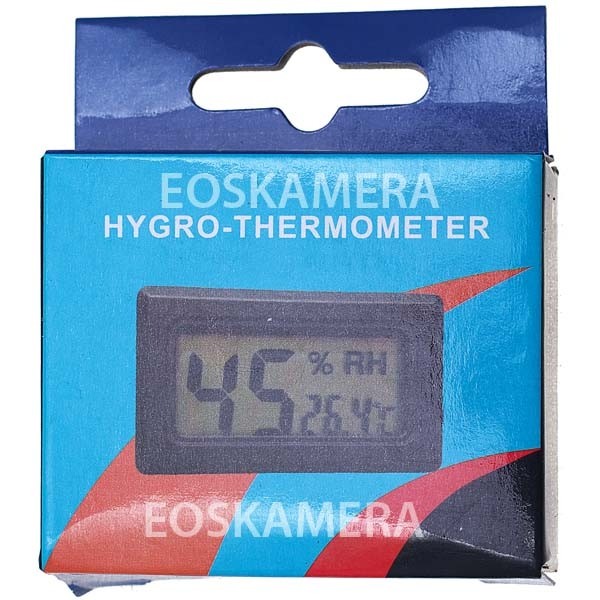 EOSKAMERA
HYGRO-THERMOMETER
45 % RH
26.4°C
EOSKAMERA